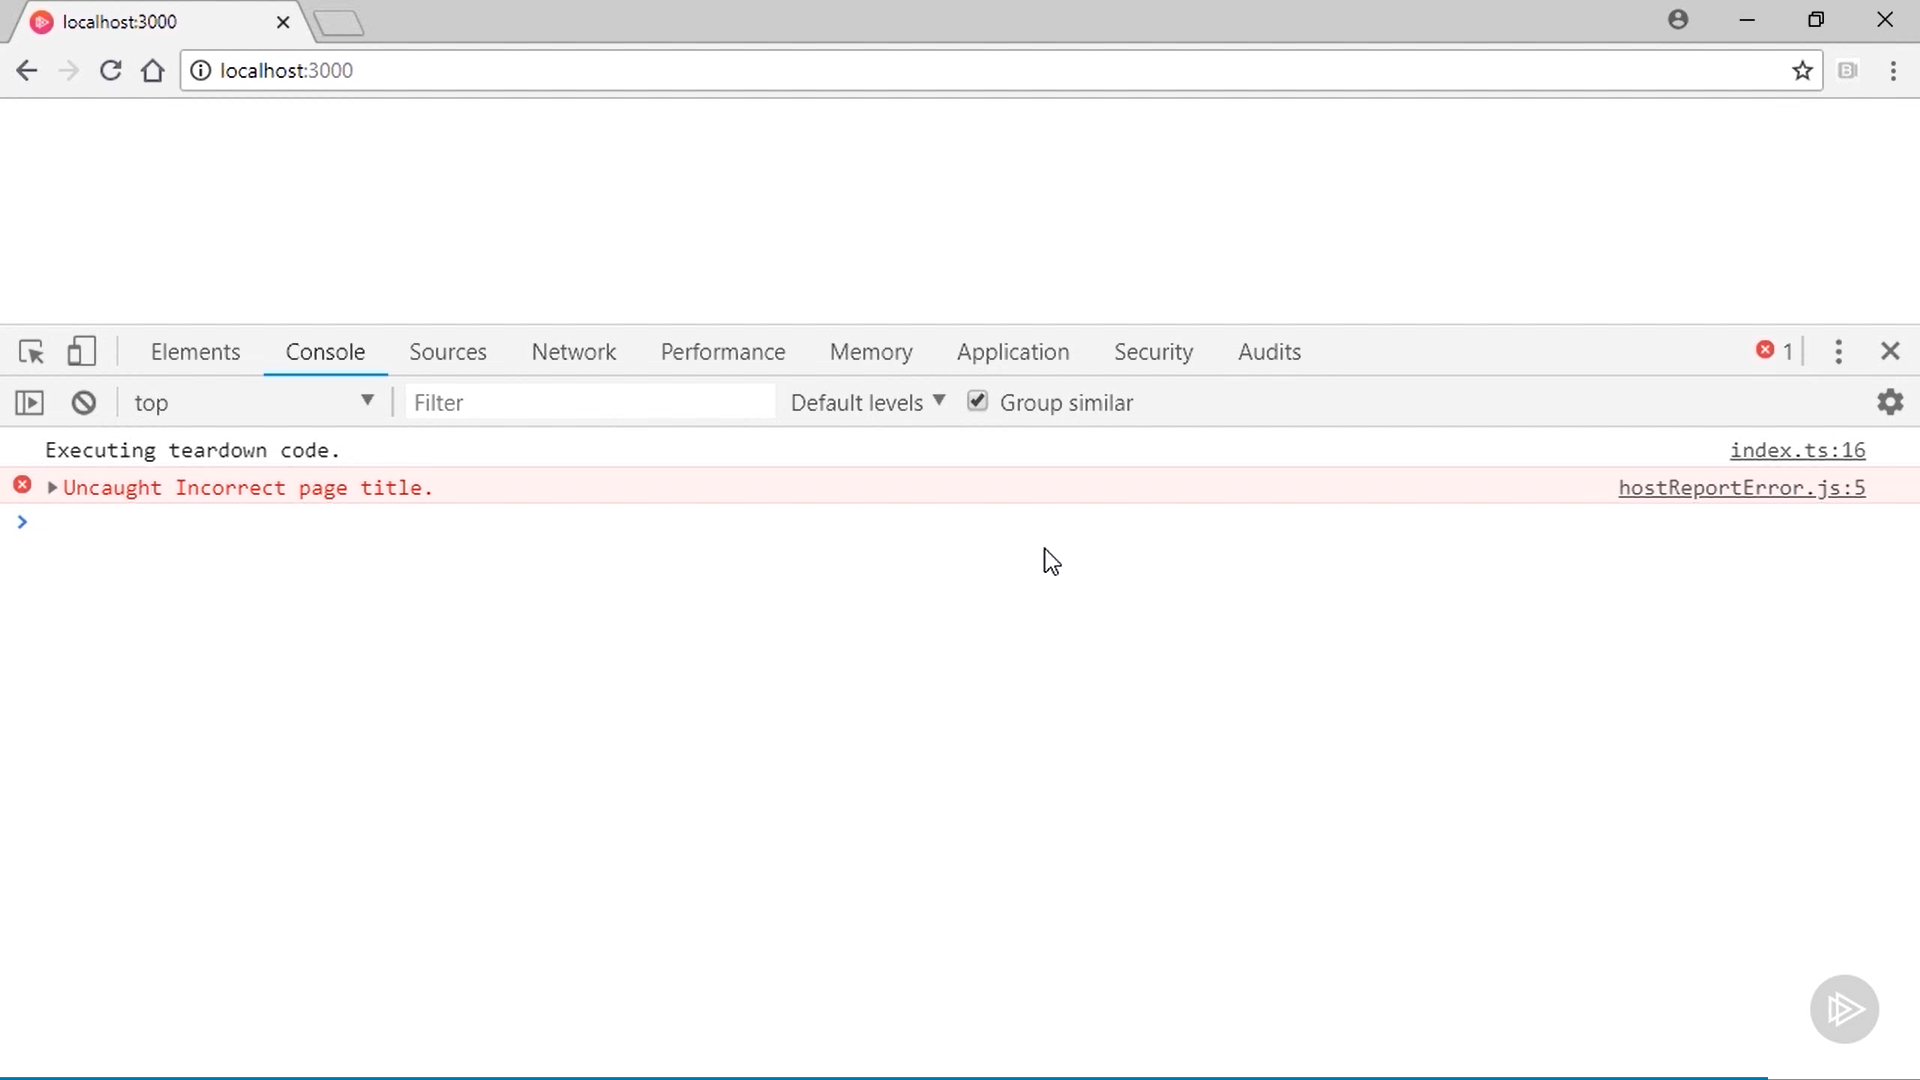 localhost:3000
localhost:3000
Elements Console Sources Network Performance Memory Application Security Audits 1
top Filter Default levels Group similar
Executing teardown code. index.ts:16
Uncaught Incorrect page title. hostReportError.js:5